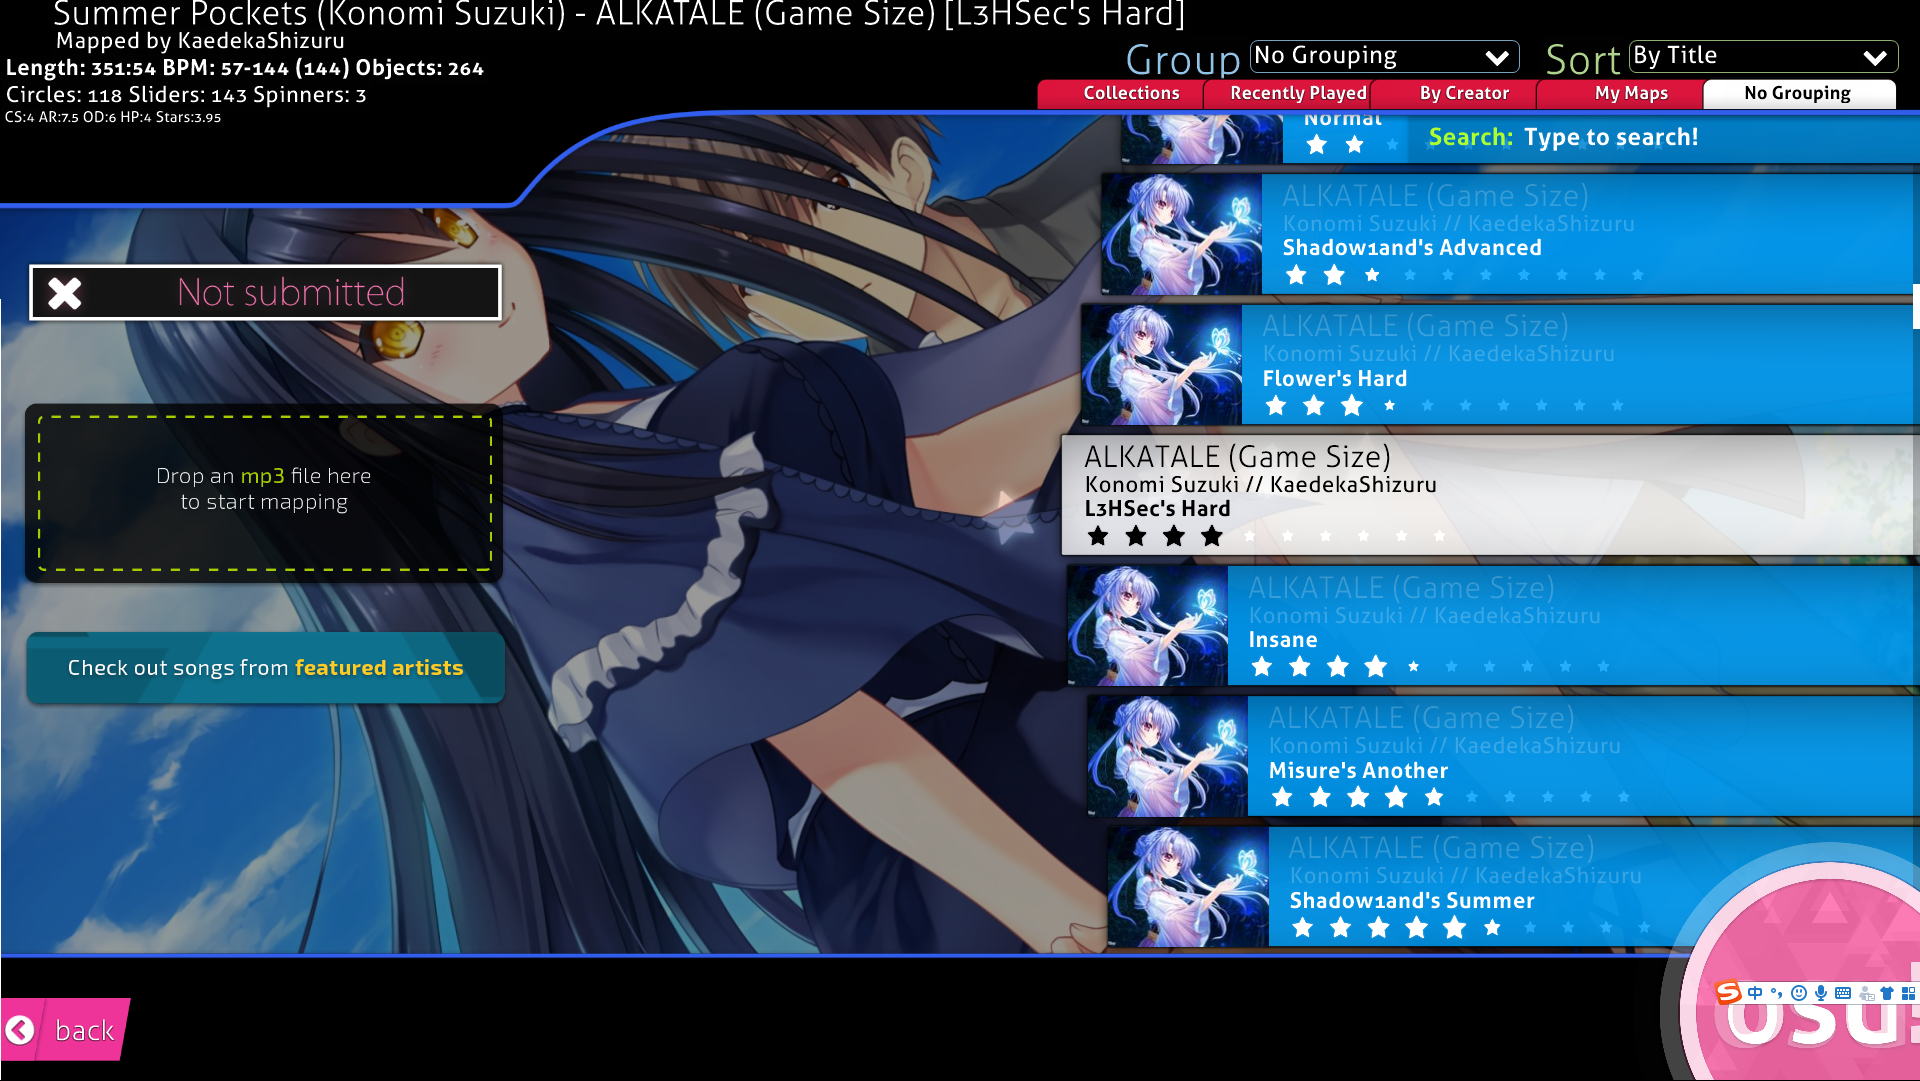 Summer Pockets (Konomi Suzuki) - ALKATALE (Game Size) [L3HSec's Hard]
Mapped by KaedekaShizuru
Length: 351:54 BPM: 57-144 (144) Objects: 264
Circles: 118 Sliders: 143 Spinners: 3
CS:4 AR:7.5 OD:6 HP:4 Stars:3.95
Group No Grouping Sort By Title
Collections Recently Played By Creator My Maps No Grouping
Normal
Search: Type to search!
ALKATALE (Game Size)
Konomi Suzuki // KaedekaShizuru
Shadow1and's Advanced
Not submitted
ALKATALE (Game Size)
Konomi Suzuki // KaedekaShizuru
Flower's Hard
Drop an mp3 file here
to start mapping
ALKATALE (Game Size)
Konomi Suzuki // KaedekaShizuru
L3HSec's Hard
ALKATALE (Game Size)
Konomi Suzuki // KaedekaShizuru
Insane
Check out songs from featured artists
ALKATALE (Game Size)
Konomi Suzuki // KaedekaShizuru
Misure's Another
ALKATALE (Game Size)
Konomi Suzuki // KaedekaShizuru
Shadow1and's Summer
S 中
osu!
back